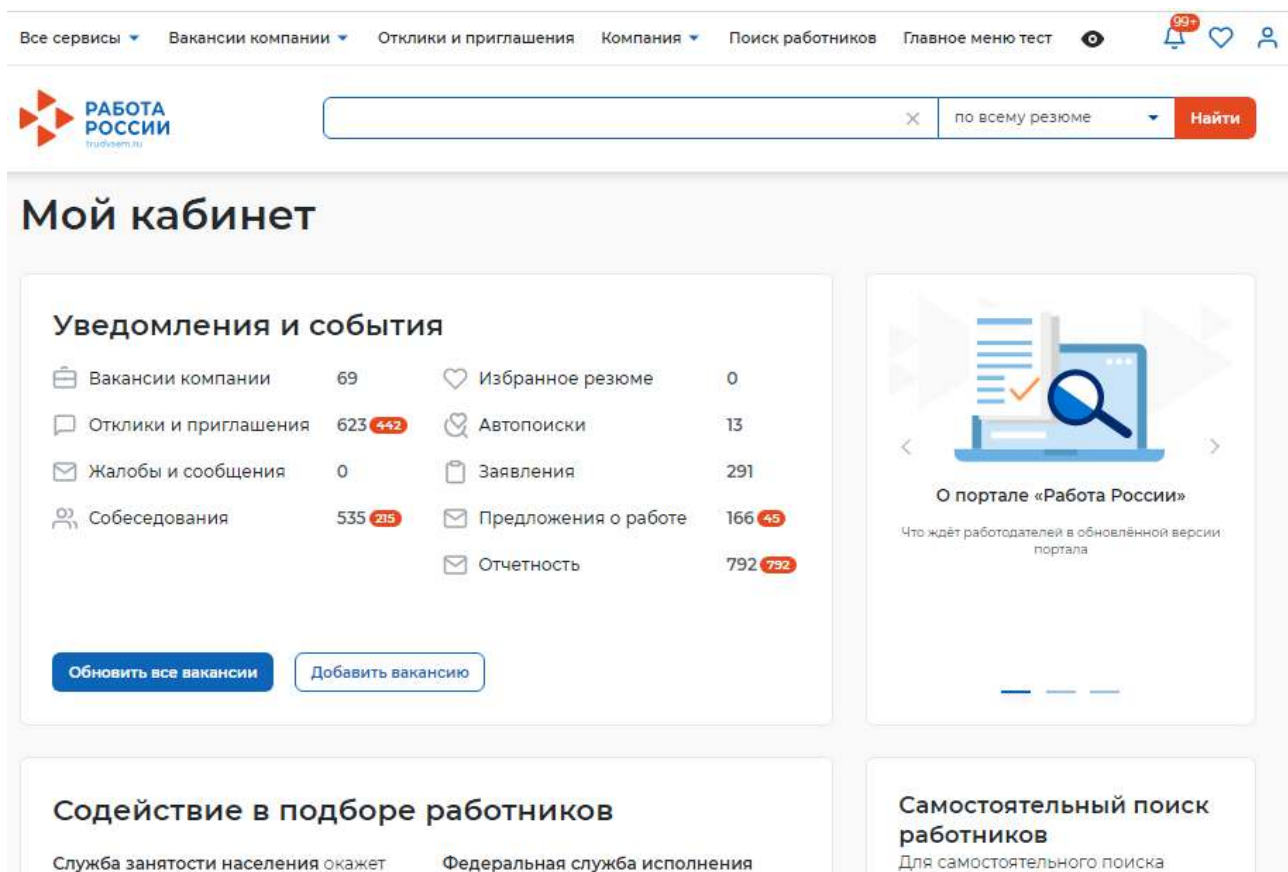 Все сервисы Вакансии компании Отклики и приглашения Компания Поиск работников Главное меню тест 99+
РАБОТА
РОССИИ
trudvsem.ru
по всему резюме Найти
Мой кабинет
Уведомления и события
Вакансии компании 69 Избранное резюме 0
Отклики и приглашения 623 442 Автопоиски 13
Жалобы и сообщения 0 Заявления 291
Собеседования 535 215 Предложения о работе 166 45
Отчетность 792 792
Обновить все вакансии Добавить вакансию
О портале «Работа России»
Что ждёт работодателей в обновлённой версии
портала
Содействие в подборе работников
Служба занятости населения окажет Федеральная служба исполнения
Самостоятельный поиск
работников
Для самостоятельного поиска